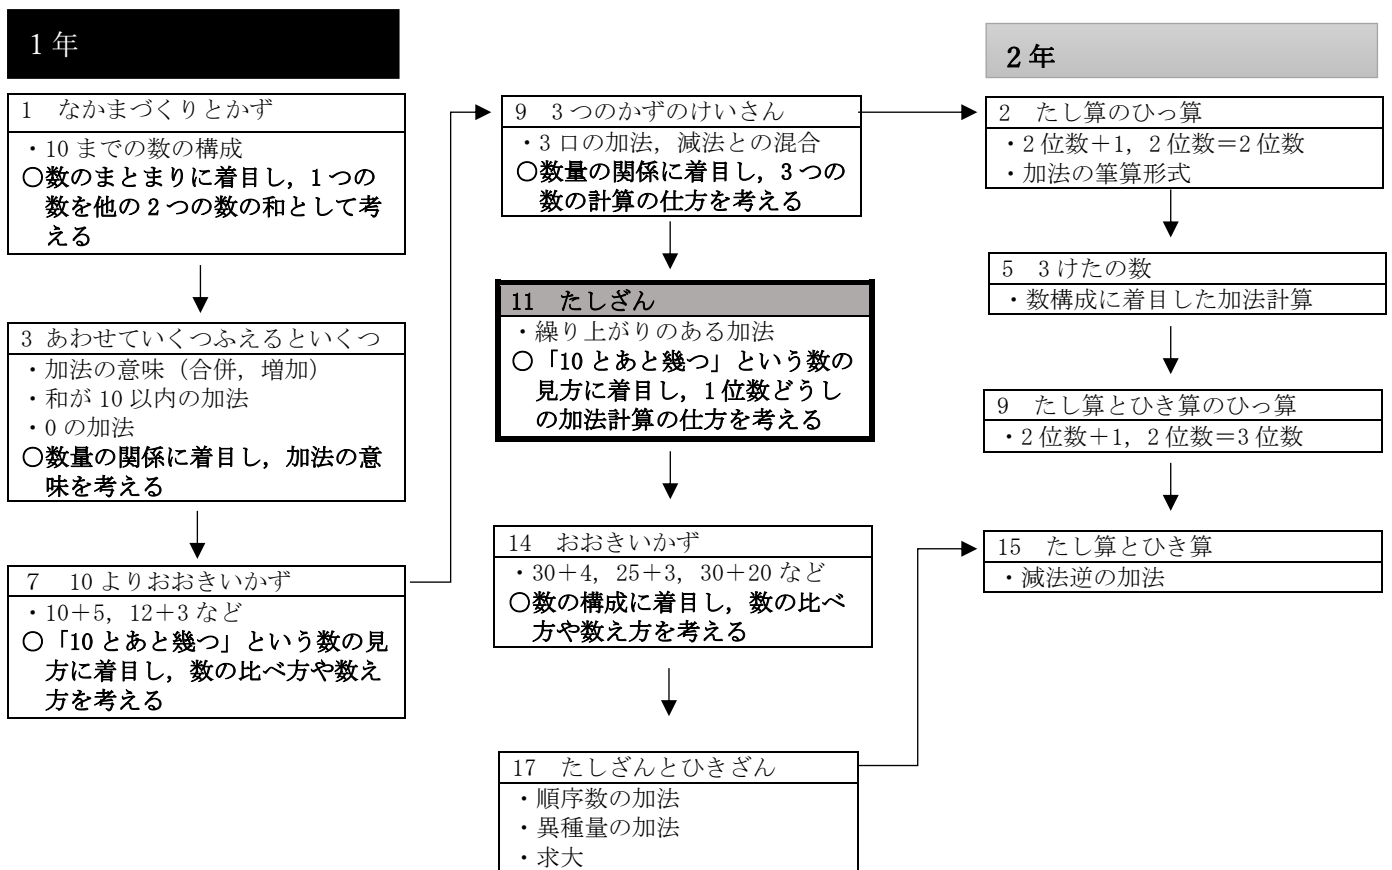 1年
1　なかまづくりとかず
・10までの数の構成
○数のまとまりに着目し，1つの
数を他の2つの数の和として考
える
3 あわせていくつふえるといくつ
・加法の意味（合併，増加）
・和が10以内の加法
・0の加法
○数量の関係に着目し，加法の意
味を考える
7　10よりおおきいかず
・10＋5，12＋3など
○「10とあと幾つ」という数の見
方に着目し，数の比べ方や数え
方を考える
9　3つのかずのけいさん
・3口の加法，減法との混合
○数量の関係に着目し，3つの
数の計算の仕方を考える
11　たしざん
・繰り上がりのある加法
○「10とあと幾つ」という数の
見方に着目し，1位数どうし
の加法計算の仕方を考える
14　おおきいかず
・30＋4，25＋3，30＋20など
○数の構成に着目し，数の比べ
方や数え方を考える
17　たしざんとひきざん
・順序数の加法
・異種量の加法
・求大
2年
2　たし算のひっ算
・2位数＋1，2位数＝2位数
・加法の筆算形式
5　3けたの数
・数構成に着目した加法計算
9　たし算とひき算のひっ算
・2位数＋1，2位数＝3位数
15　たし算とひき算
・減法逆の加法